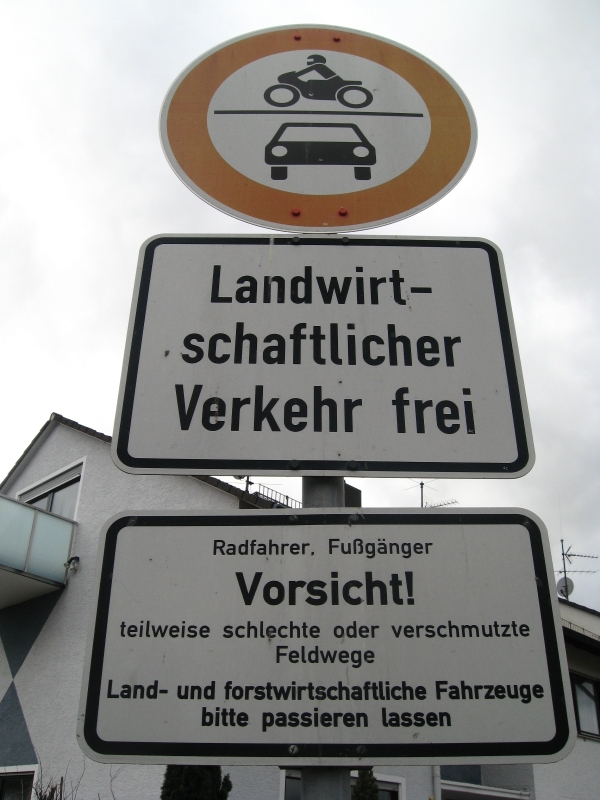 Landwirt-
schaftlicher
Verkehr frei
Radfahrer, Fußgänger
Vorsicht!
teilweise schlechte oder verschmutzte
Feldwege
Land- und forstwirtschaftliche Fahrzeuge
bitte passieren lassen